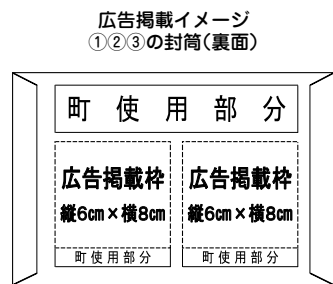 広告掲載イメージ
①②③の封筒(裏面)
町使用部分
広告掲載枠 広告掲載枠
縦6cm×横8cm 縦6cm×横8cm
町使用部分 町使用部分